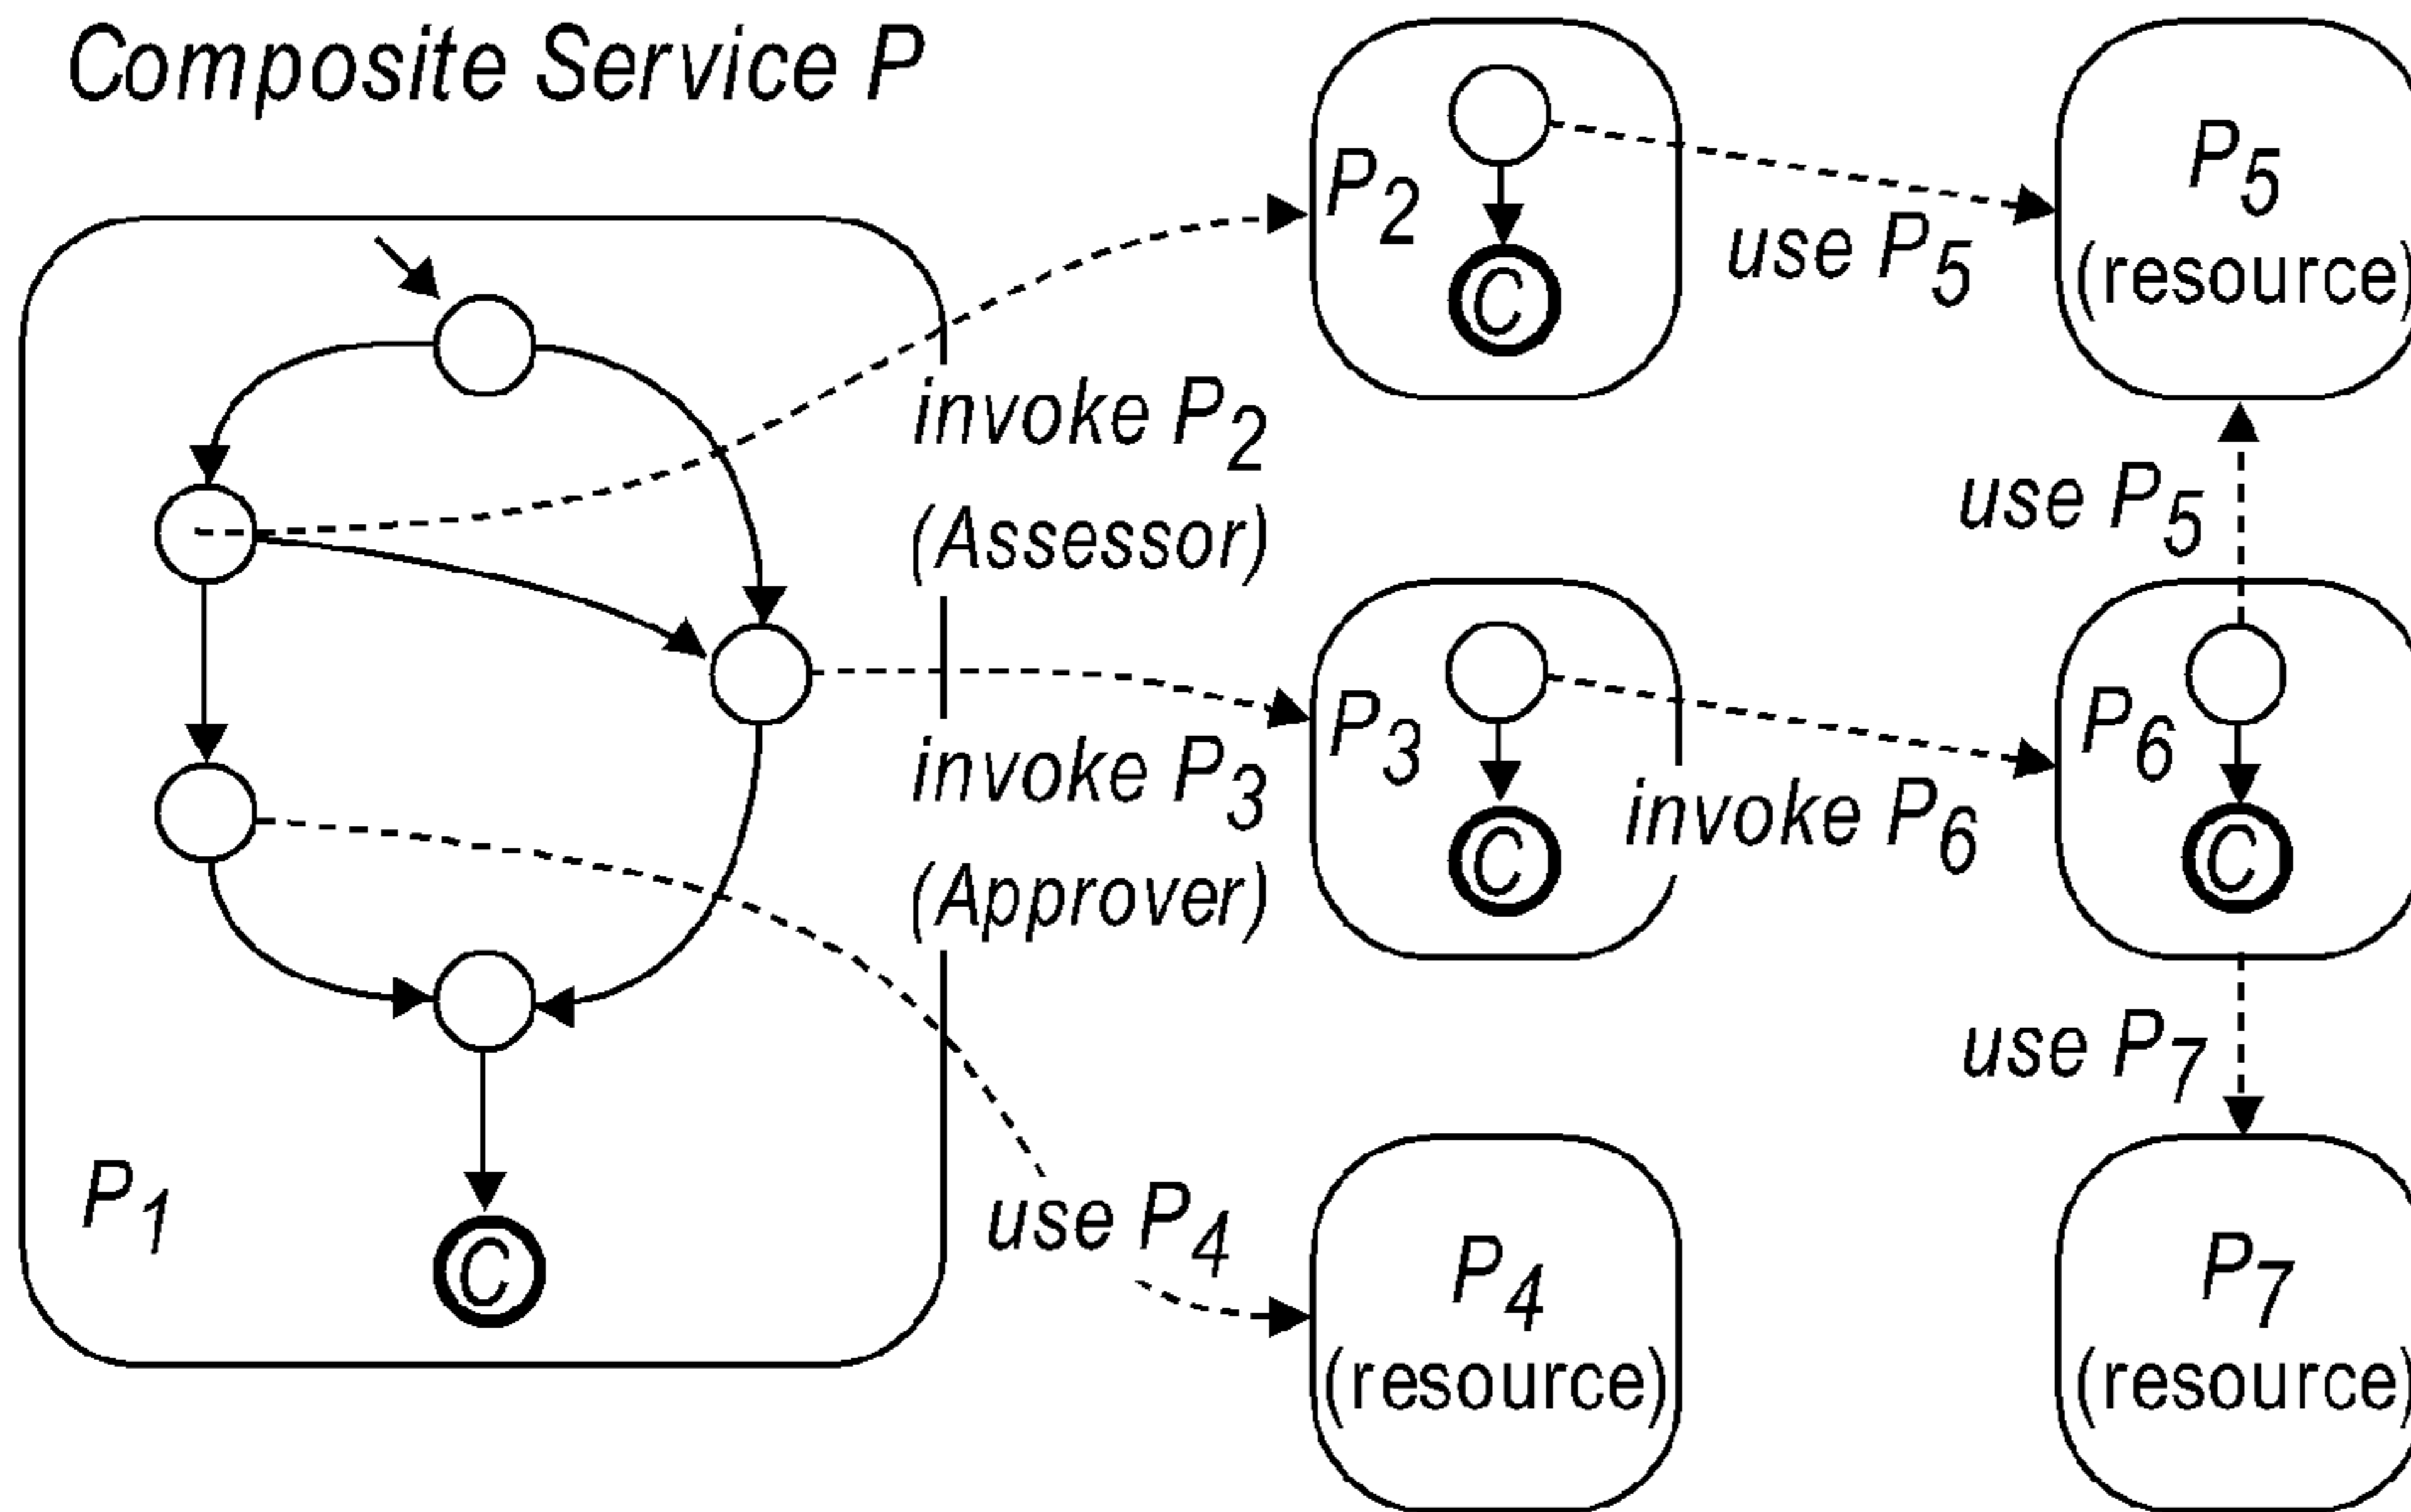 Composite Service P
P1
C
invoke P2
(Assessor)
invoke P3
(Approver)
use P4
P2
C
use P5
P5
(resource)
use P5
P3
C
invoke P6
P6
C
use P7
P4
(resource)
P7
(resource)